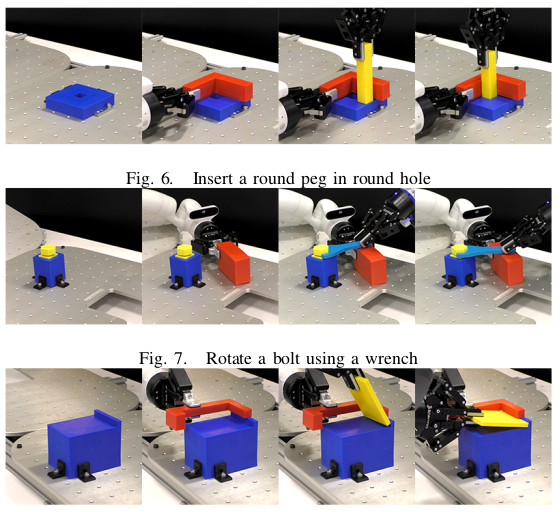 Fig. 6. Insert a round peg in round hole
Fig. 7. Rotate a bolt using a wrench